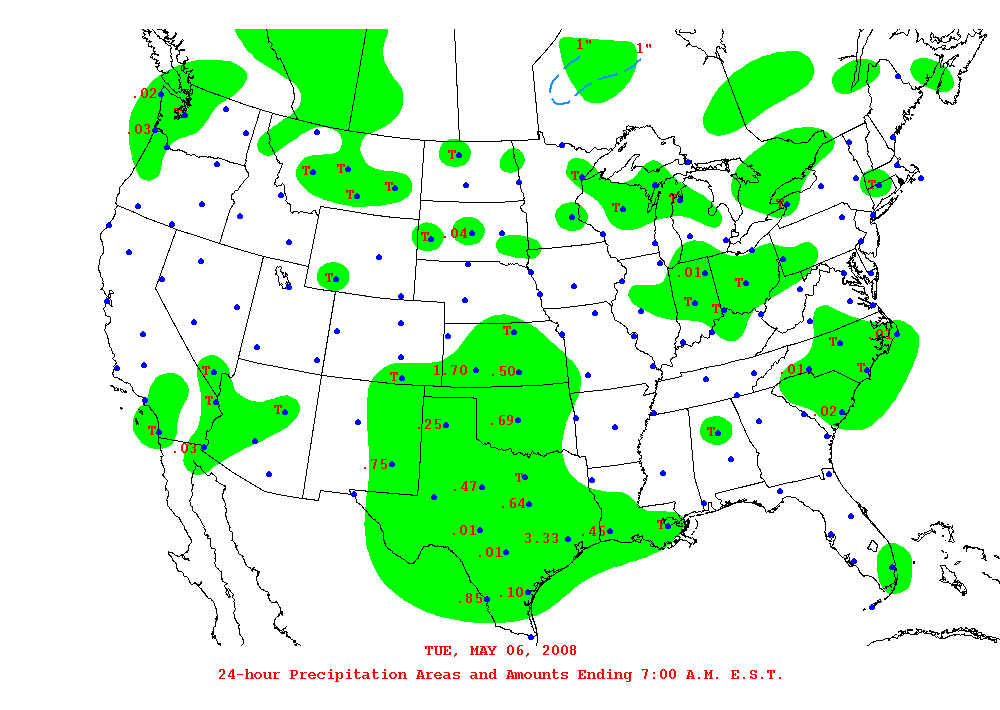 1"
1"
.02
.03
T
T
T
T
T
T
T
T
T
T
T
.04
T
.01
T
T
T
T
T
.01
T
1.70
.50
T
T
.01
T
T
T
.02
.25
.69
T
T
.03
.75
.47
T
.64
T
.01
3.33
.45
.01
.85
.10
TUE, MAY 06, 2008
24-hour Precipitation Areas and Amounts Ending 7:00 A.M. E.S.T.